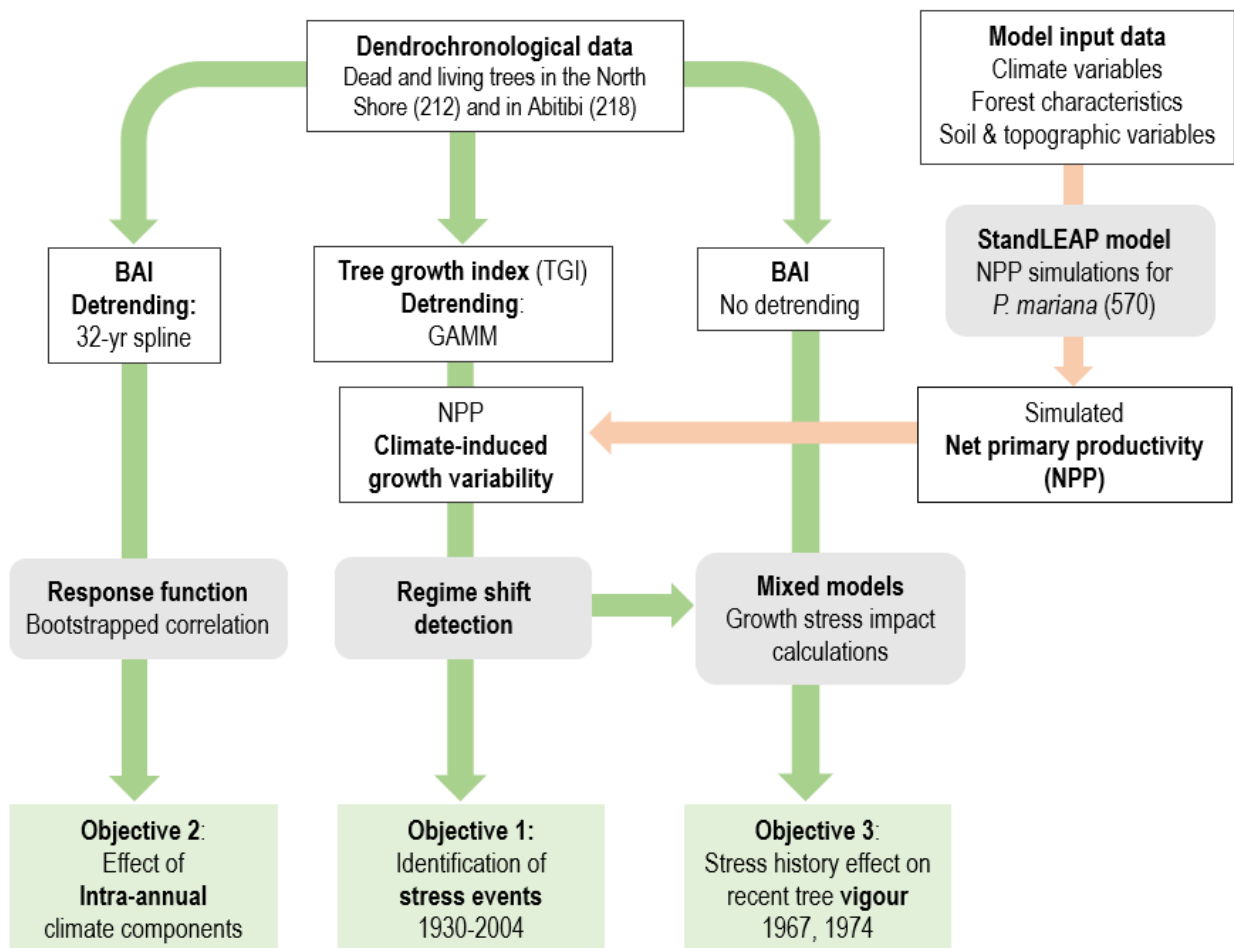 Dendrochronological data
Dead and living trees in the North
Shore (212) and in Abitibi (218)
Model input data
Climate variables
Forest characteristics
Soil & topographic variables
StandLEAP model
NPP simulations for
P. mariana (570)
BAI
Detrending:
32-yr spline
Tree growth index (TGI)
Detrending:
GAMM
BAI
No detrending
NPP
Climate-induced
growth variability
Simulated
Net primary productivity
(NPP)
Response function
Bootstrapped correlation
Regime shift
detection
Mixed models
Growth stress impact
calculations
Objective 2:
Effect of
Intra-annual
climate components
Objective 1:
Identification of
stress events
1930-2004
Objective 3:
Stress history effect on
recent tree vigour
1967, 1974